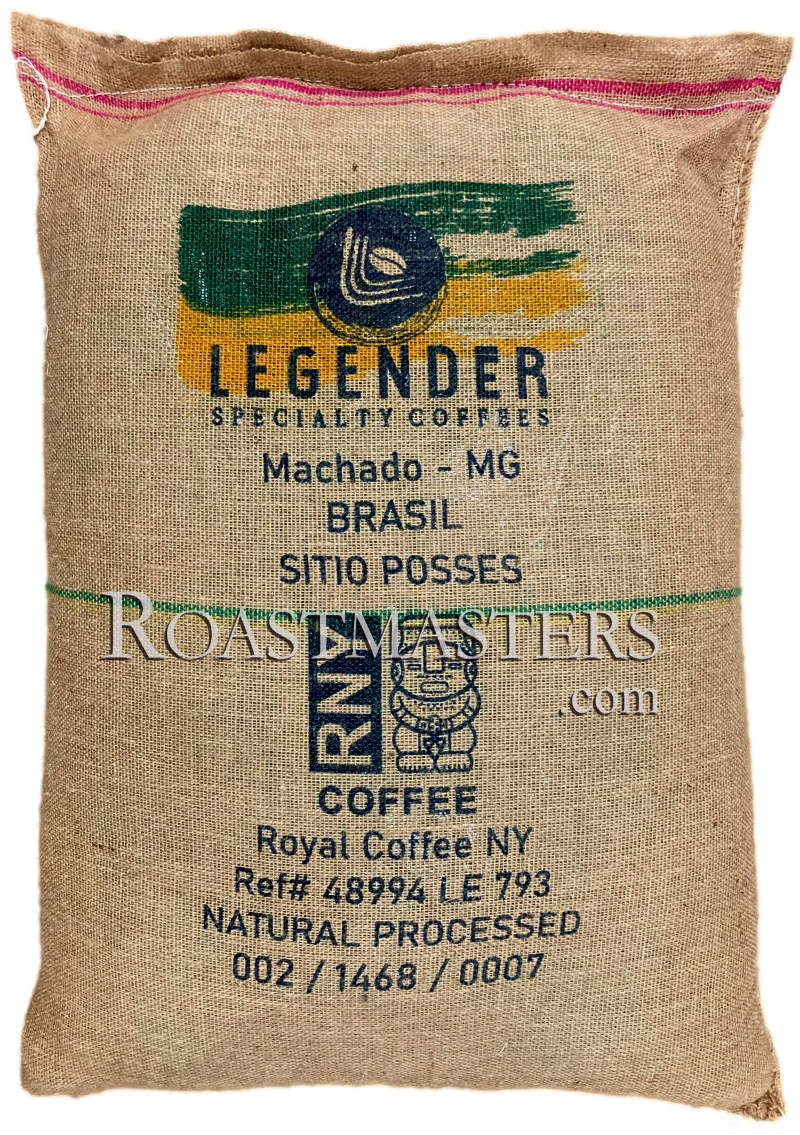 LEGENDER
SPECIALTY COFFEES
Machado - MG
BRASIL
SITIO POSSES
ROASTMASTERS
.com
RNY
COFFEE
Royal Coffee NY
Ref# 48994 LE 793
NATURAL PROCESSED
002 / 1468 / 0007